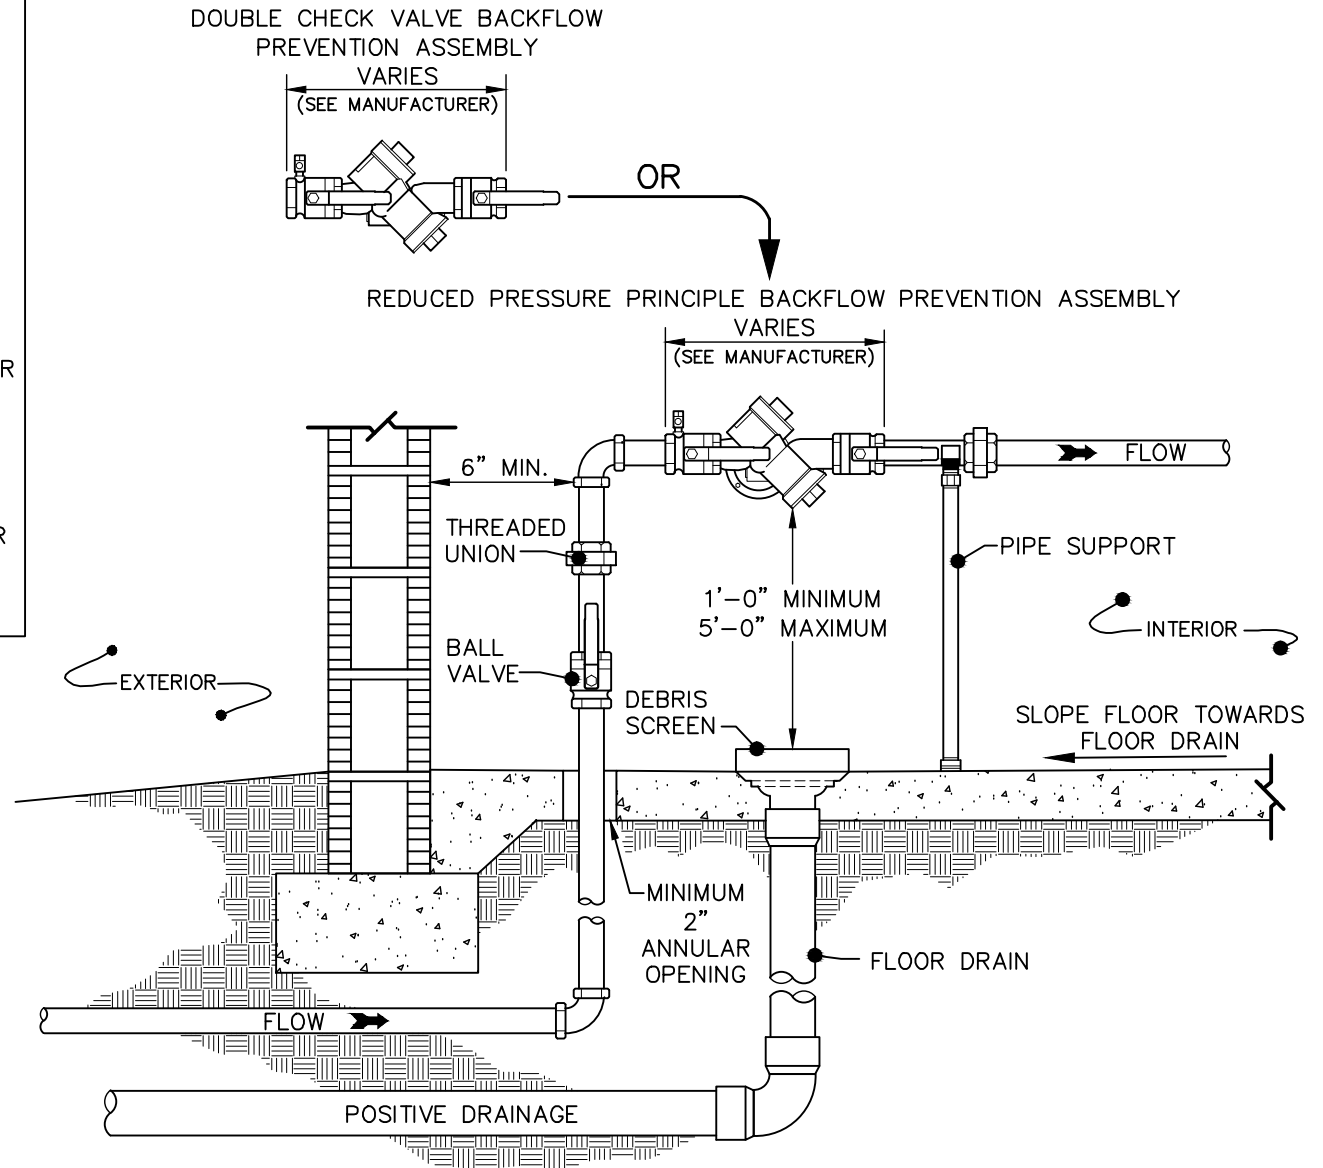 DOUBLE CHECK VALVE BACKFLOW
PREVENTION ASSEMBLY
VARIES
(SEE MANUFACTURER)
OR
REDUCED PRESSURE PRINCIPLE BACKFLOW PREVENTION ASSEMBLY
VARIES
(SEE MANUFACTURER)
R
R
6" MIN.
FLOW
THREADED
UNION
PIPE SUPPORT
1'-0" MINIMUM
5'-0" MAXIMUM
INTERIOR
BALL
VALVE
EXTERIOR
DEBRIS
SCREEN
SLOPE FLOOR TOWARDS
FLOOR DRAIN
MINIMUM
2"
ANNULAR
OPENING
FLOOR DRAIN
FLOW
POSITIVE DRAINAGE